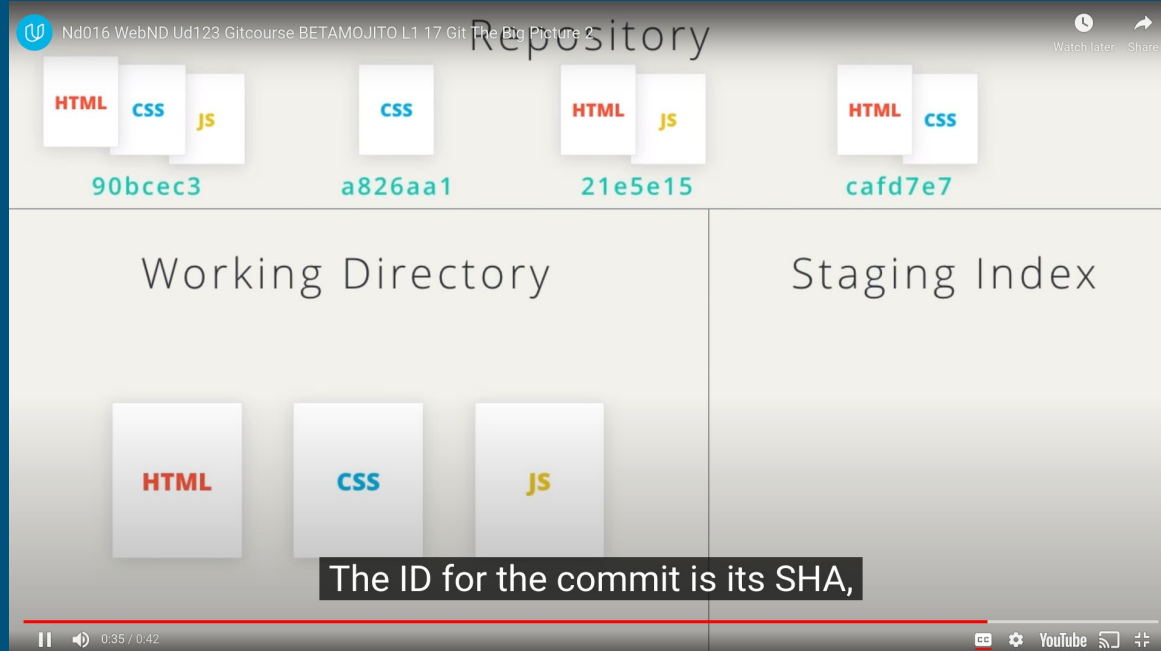 Nd016 WebND Ud123 Gitcourse BETAMOJITO L1 17 Git The Big Picture 2
Repository
Watch later Share
HTML CSS JS CSS HTML JS HTML CSS
90bcec3 a826aa1 21e5e15 cafd7e7
Working Directory Staging Index
HTML CSS JS
The ID for the commit is its SHA,
0:35 / 0:42 CC YouTube